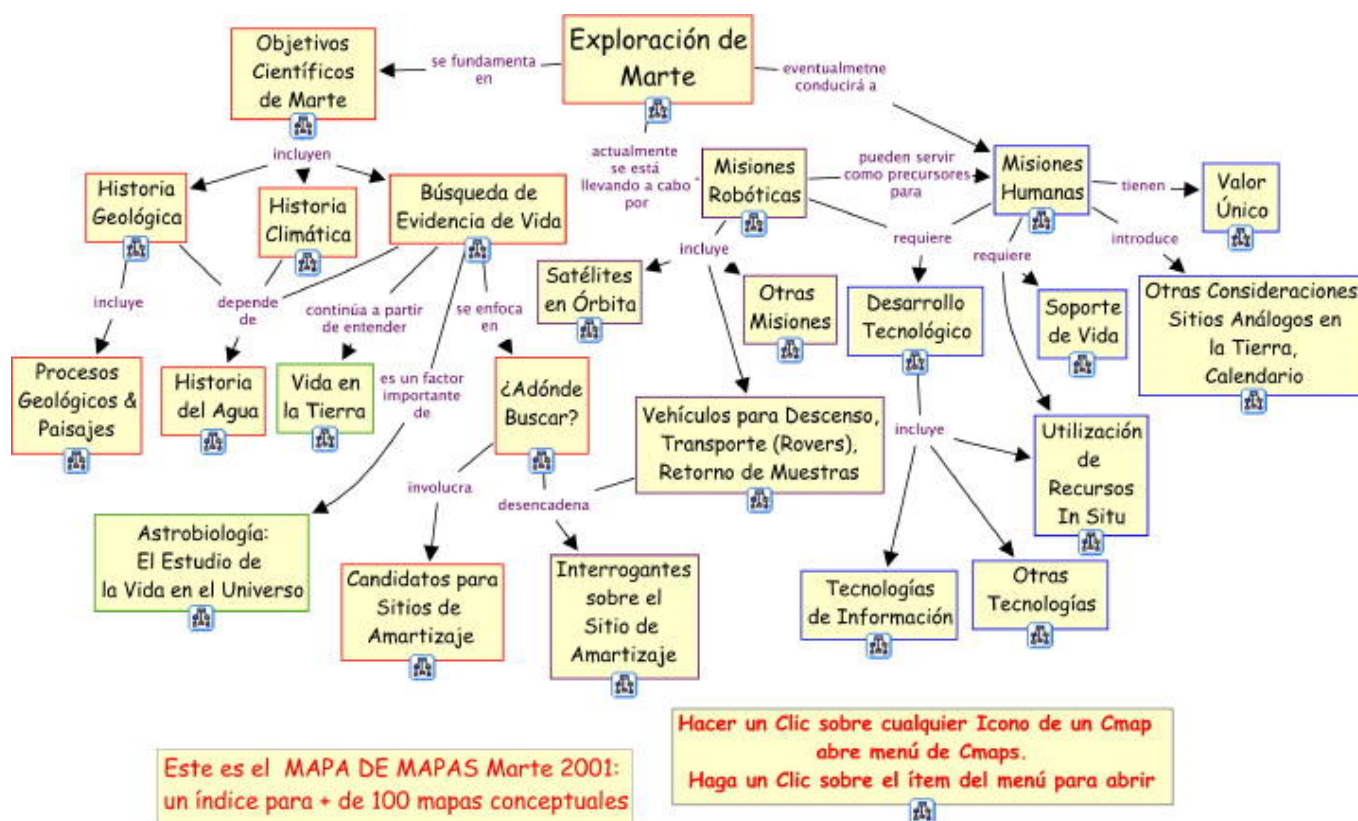 Exploración de
Marte
se fundamenta
en
Objetivos
Científicos
de Marte
incluyen
Historia
Geológica
Historia
Climática
Búsqueda de
Evidencia de Vida
incluye
Procesos
Geológicos &
Paisajes
depende
de
Historia
del Agua
continúa a partir
de entender
Vida en
la Tierra
es un factor
importante
de
Astrobiología:
El Estudio de
la Vida en el Universo
se enfoca
en
¿Adónde
Buscar?
involucra
Candidatos para
Sitios de
Amartizaje
desencadena
Interrogantes
sobre el
Sitio de
Amartizaje
actualmente
se está
llevando a cabo
por
Misiones
Robóticas
incluye
Satélites
en Órbita
Otras
Misiones
Vehículos para Descenso,
Transporte (Rovers),
Retorno de Muestras
pueden servir
como precursores
para
eventualmetne
conducirá a
Misiones
Humanas
tienen
Valor
Único
introduce
Otras Consideraciones
Sitios Análogos en
la Tierra,
Calendario
requiere
Desarrollo
Tecnológico
requiere
Soporte
de Vida
Utilización
de
Recursos
In Situ
incluye
Tecnologías
de Información
Otras
Tecnologías
Este es el MAPA DE MAPAS Marte 2001:
un índice para + de 100 mapas conceptuales
Hacer un Clic sobre cualquier Icono de un Cmap
abre menú de Cmaps.
Haga un Clic sobre el ítem del menú para abrir